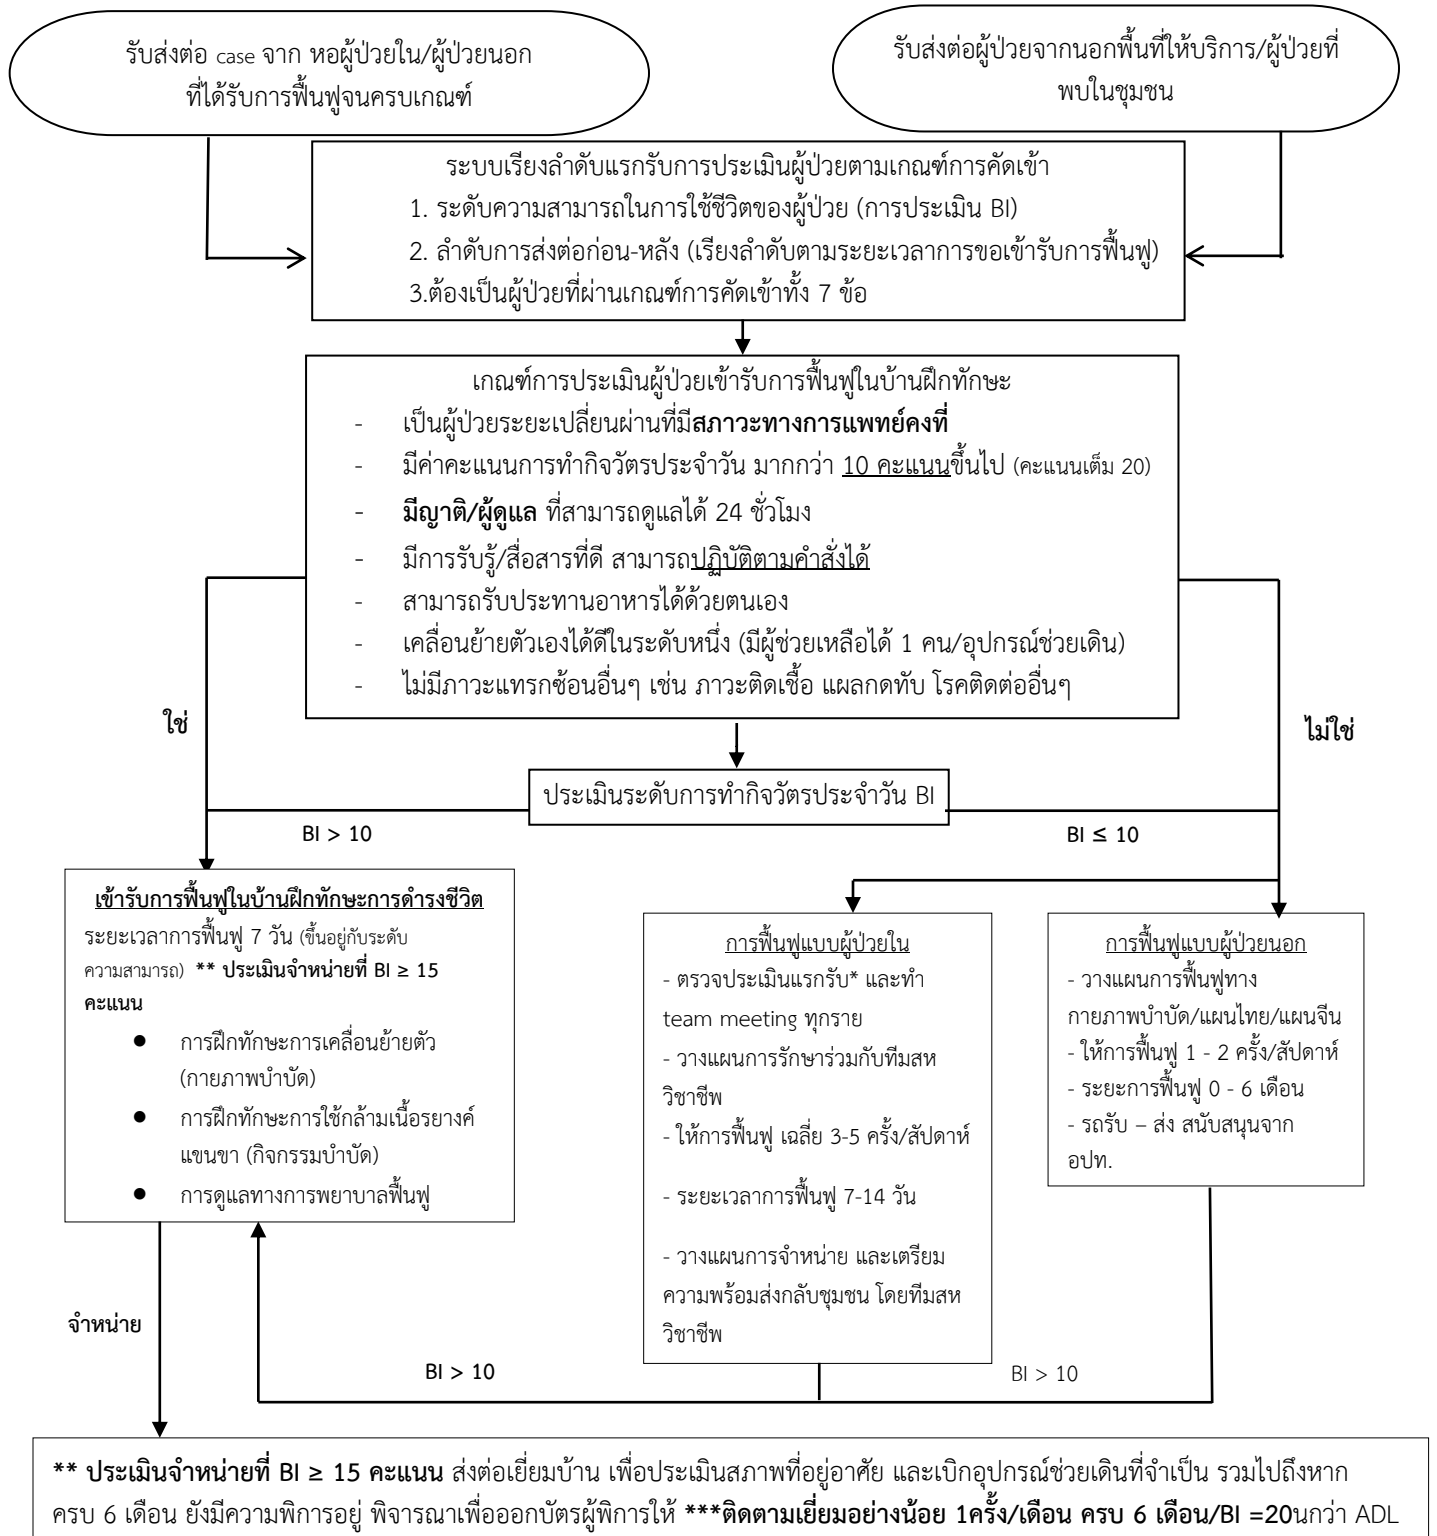 รับส่งต่อ case จาก หอผู้ป่วยใน/ผู้ป่วยนอก
ที่ได้รับการฟื้นฟูจนครบเกณฑ์
รับส่งต่อผู้ป่วยจากนอกพื้นที่ให้บริการ/ผู้ป่วยที่
พบในชุมชน
ระบบเรียงลำดับแรกรับการประเมินผู้ป่วยตามเกณฑ์การคัดเข้า
1. ระดับความสามารถในการใช้ชีวิตของผู้ป่วย (การประเมิน BI)
2. ลำดับการส่งต่อก่อน-หลัง (เรียงลำดับตามระยะเวลาการขอเข้ารับการฟื้นฟู)
3.ต้องเป็นผู้ป่วยที่ผ่านเกณฑ์การคัดเข้าทั้ง 7 ข้อ
เกณฑ์การประเมินผู้ป่วยเข้ารับการฟื้นฟูในบ้านฝึกทักษะ
- เป็นผู้ป่วยระยะเปลี่ยนผ่านที่มีสภาวะทางการแพทย์คงที่
- มีค่าคะแนนการทำกิจวัตรประจำวัน มากกว่า 10 คะแนนขึ้นไป (คะแนนเต็ม 20)
- มีญาติ/ผู้ดูแล ที่สามารถดูแลได้ 24 ชั่วโมง
- มีการรับรู้/สื่อสารที่ดี สามารถปฏิบัติตามคำสั่งได้
- สามารถรับประทานอาหารได้ด้วยตนเอง
- เคลื่อนย้ายตัวเองได้ดีในระดับหนึ่ง (มีผู้ช่วยเหลือได้ 1 คน/อุปกรณ์ช่วยเดิน)
- ไม่มีภาวะแทรกซ้อนอื่นๆ เช่น ภาวะติดเชื้อ แผลกดทับ โรคติดต่ออื่นๆ
ใช่
ไม่ใช่
ประเมินระดับการทำกิจวัตรประจำวัน BI
BI > 10
BI ≤ 10
เข้ารับการฟื้นฟูในบ้านฝึกทักษะการดำรงชีวิต
ระยะเวลาการฟื้นฟู 7 วัน (ขึ้นอยู่กับระดับ
ความสามารถ) ** ประเมินจำหน่ายที่ BI ≥ 15
คะแนน
● การฝึกทักษะการเคลื่อนย้ายตัว
(กายภาพบำบัด)
● การฝึกทักษะการใช้กล้ามเนื้อรยางค์
แขนขา (กิจกรรมบำบัด)
● การดูแลทางการพยาบาลฟื้นฟู
การฟื้นฟูแบบผู้ป่วยใน
- ตรวจประเมินแรกรับ* และทำ
team meeting ทุกราย
- วางแผนการรักษาร่วมกับทีมสห
วิชาชีพ
- ให้การฟื้นฟู เฉลี่ย 3-5 ครั้ง/สัปดาห์
- ระยะเวลาการฟื้นฟู 7-14 วัน
- วางแผนการจำหน่าย และเตรียม
ความพร้อมส่งกลับชุมชน โดยทีมสห
วิชาชีพ
การฟื้นฟูแบบผู้ป่วยนอก
- วางแผนการฟื้นฟูทาง
กายภาพบำบัด/แผนไทย/แผนจีน
- ให้การฟื้นฟู 1 - 2 ครั้ง/สัปดาห์
- ระยะการฟื้นฟู 0 - 6 เดือน
- รถรับ – ส่ง สนับสนุนจาก
อปท.
จำหน่าย
BI > 10
BI > 10
** ประเมินจำหน่ายที่ BI ≥ 15 คะแนน ส่งต่อเยี่ยมบ้าน เพื่อประเมินสภาพที่อยู่อาศัย และเบิกอุปกรณ์ช่วยเดินที่จำเป็น รวมไปถึงหาก
ครบ 6 เดือน ยังมีความพิการอยู่ พิจารณาเพื่อออกบัตรผู้พิการให้ ***ติดตามเยี่ยมอย่างน้อย 1ครั้ง/เดือน ครบ 6 เดือน/BI =20นกว่า ADL